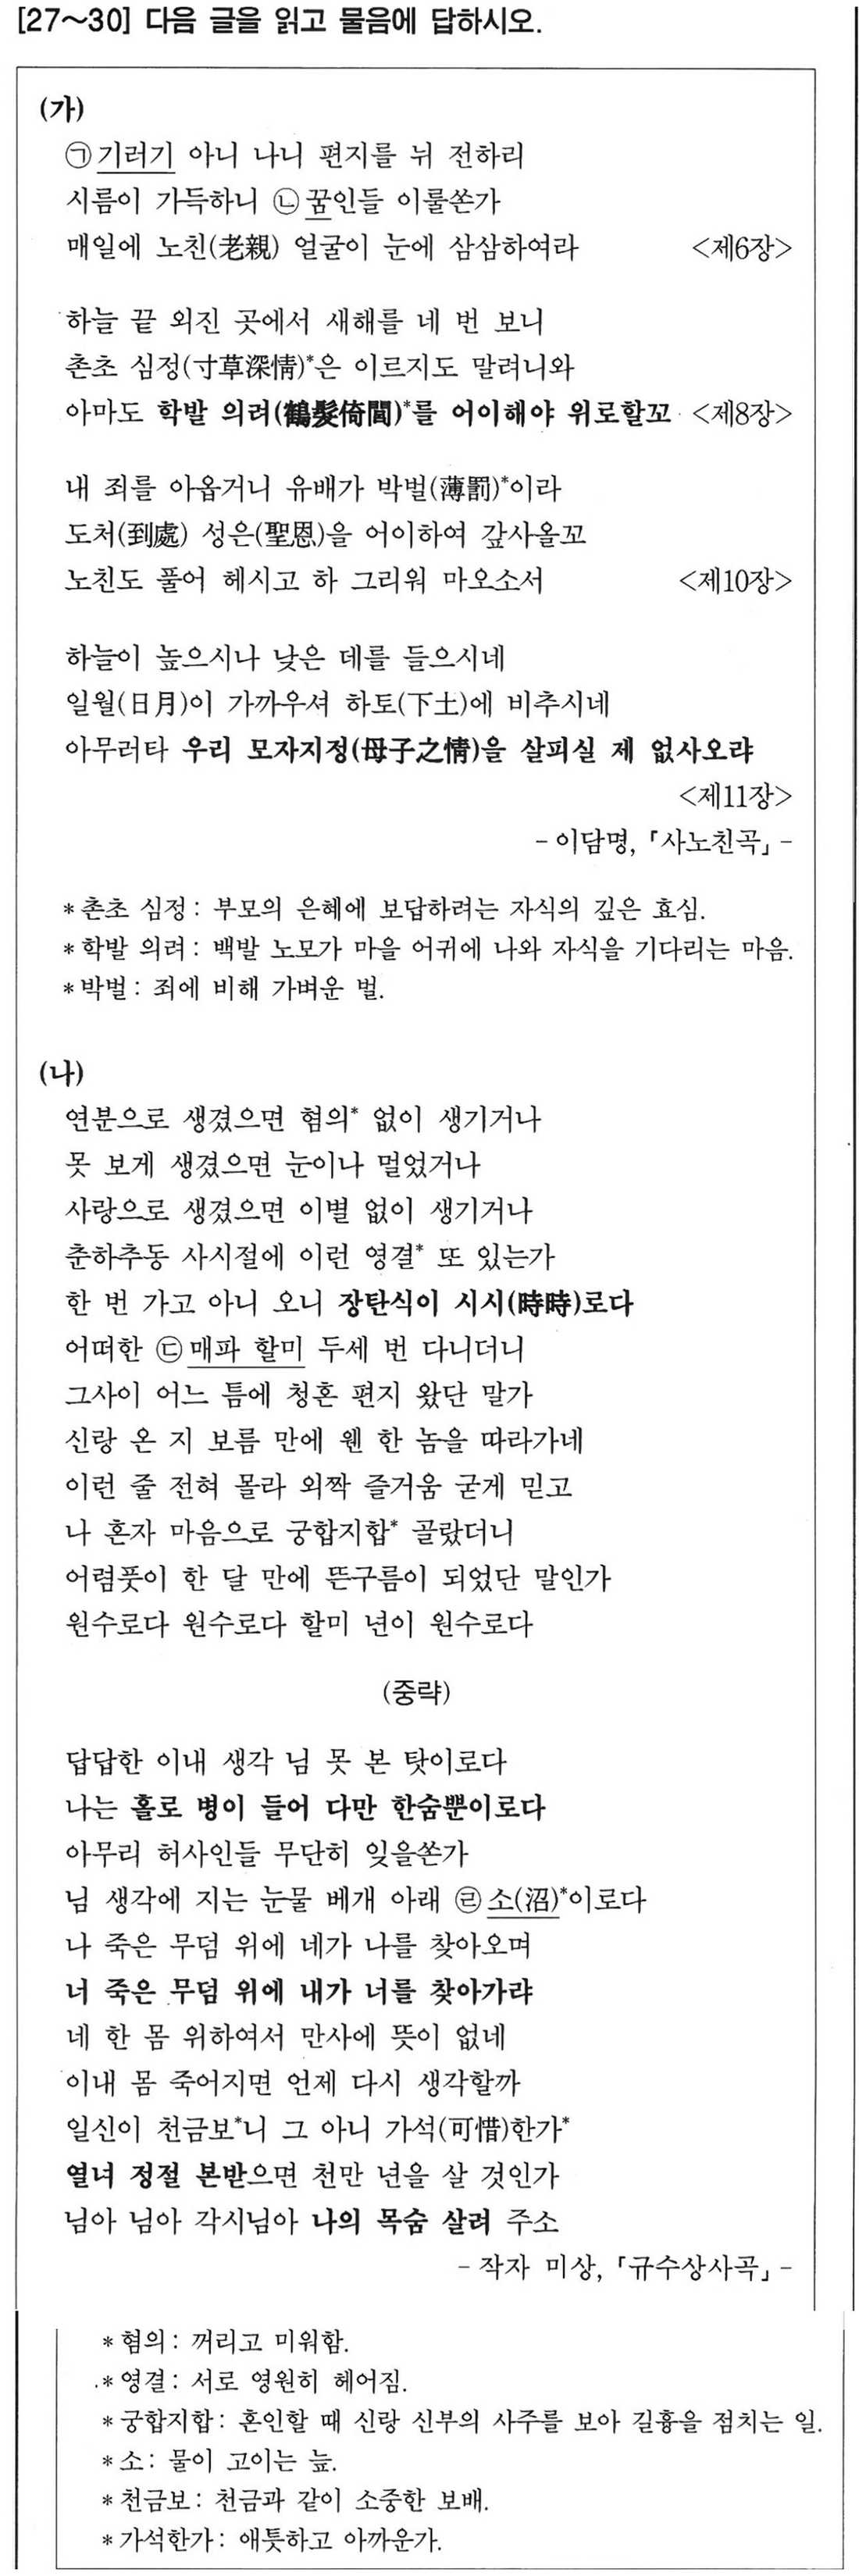 [27~30] 다음 글을 읽고 물음에 답하시오.
(가)
㉠기러기 아니 나니 편지를 뉘 전하리
시름이 가득하니 ㉡꿈인들 이룰쏜가
매일에 노친(老親) 얼굴이 눈에 삼삼하여라 <제6장>
하늘 끝 외진 곳에서 새해를 네 번 보니
촌초 심정(寸草深情)*은 이르지도 말려니와
아마도 학발 의려(鶴髮倚閭)*를 어이해야 위로할꼬 <제8장>
내 죄를 아옵거니 유배가 박벌(薄罰)*이라
도처(到處) 성은(聖恩)을 어이하여 갚사올꼬
노친도 풀어 헤시고 하 그리워 마오소서 <제10장>
하늘이 높으시나 낮은 데를 들으시네
일월(日月)이 가까우셔 하토(下土)에 비추시네
아무러타 우리 모자지정(母子之情)을 살피실 제 없사오랴
<제11장>
- 이담명, 「사노친곡」 -
*촌초 심정 : 부모의 은혜에 보답하려는 자식의 깊은 효심.
*학발 의려 : 백발 노모가 마을 어귀에 나와 자식을 기다리는 마음.
*박벌 : 죄에 비해 가벼운 벌.
(나)
연분으로 생겼으면 혐의* 없이 생기거나
못 보게 생겼으면 눈이나 멀었거나
사랑으로 생겼으면 이별 없이 생기거나
춘하추동 사시절에 이런 영결* 또 있는가
한 번 가고 아니 오니 장탄식이 시시(時時)로다
어떠한 ㉢매파 할미 두세 번 다니더니
그사이 어느 틈에 청혼 편지 왔단 말가
신랑 온 지 보름 만에 웬 한 놈을 따라가네
이런 줄 전혀 몰라 외짝 즐거움 굳게 믿고
나 혼자 마음으로 궁합지합* 골랐더니
어렴풋이 한 달 만에 뜬구름이 되었단 말인가
원수로다 원수로다 할미 년이 원수로다
(중략)
답답한 이내 생각 님 못 본 탓이로다
나는 홀로 병이 들어 다만 한숨뿐이로다
아무리 허사인들 무단히 잊을쏜가
님 생각에 지는 눈물 베개 아래 ㉣소(沼)*이로다
나 죽은 무덤 위에 네가 나를 찾아오며
너 죽은 무덤 위에 내가 너를 찾아가랴
네 한 몸 위하여서 만사에 뜻이 없네
이내 몸 죽어지면 언제 다시 생각할까
일신이 천금보*니 그 아니 가석(可惜)한가*
열녀 정절 본받으면 천만 년을 살 것인가
님아 님아 각시님아 나의 목숨 살려 주소
- 작자 미상, 「규수상사곡」 -
*혐의 : 꺼리고 미워함.
*영결 : 서로 영원히 헤어짐.
*궁합지합 : 혼인할 때 신랑 신부의 사주를 보아 길흉을 점치는 일.
*소 : 물이 고이는 늪.
*천금보 : 천금과 같이 소중한 보배.
*가석한가 : 애틋하고 아까운가.